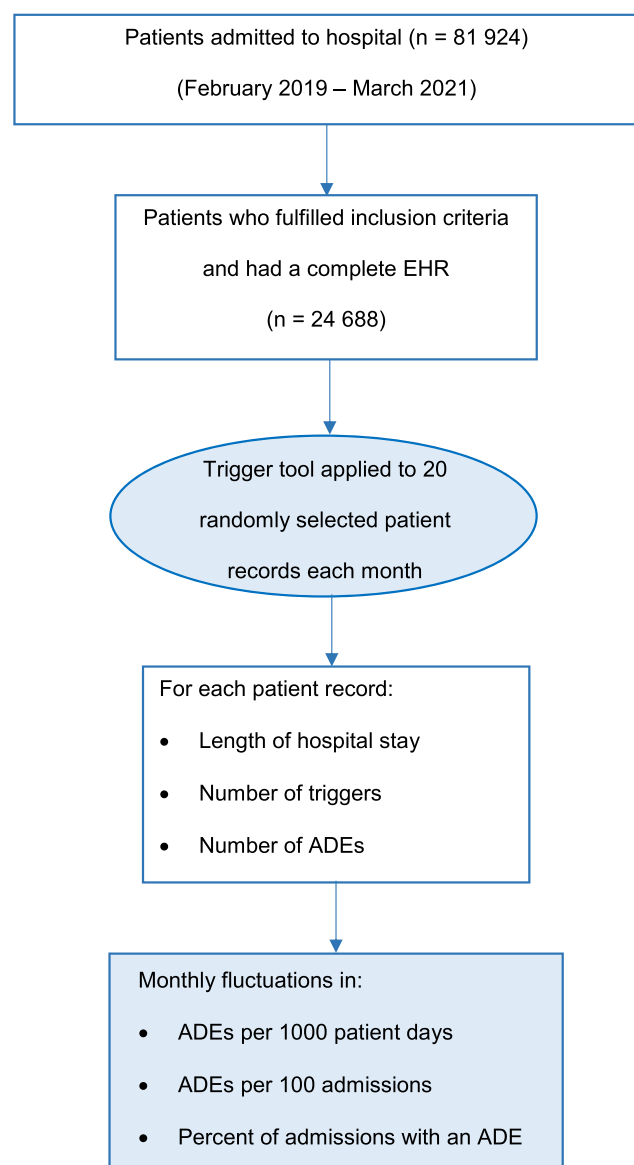 Patients admitted to hospital (n = 81 924)
(February 2019 – March 2021)
Patients who fulfilled inclusion criteria
and had a complete EHR
(n = 24 688)
Trigger tool applied to 20
randomly selected patient
records each month
For each patient record:
• Length of hospital stay
• Number of triggers
• Number of ADEs
Monthly fluctuations in:
• ADEs per 1000 patient days
• ADEs per 100 admissions
• Percent of admissions with an ADE